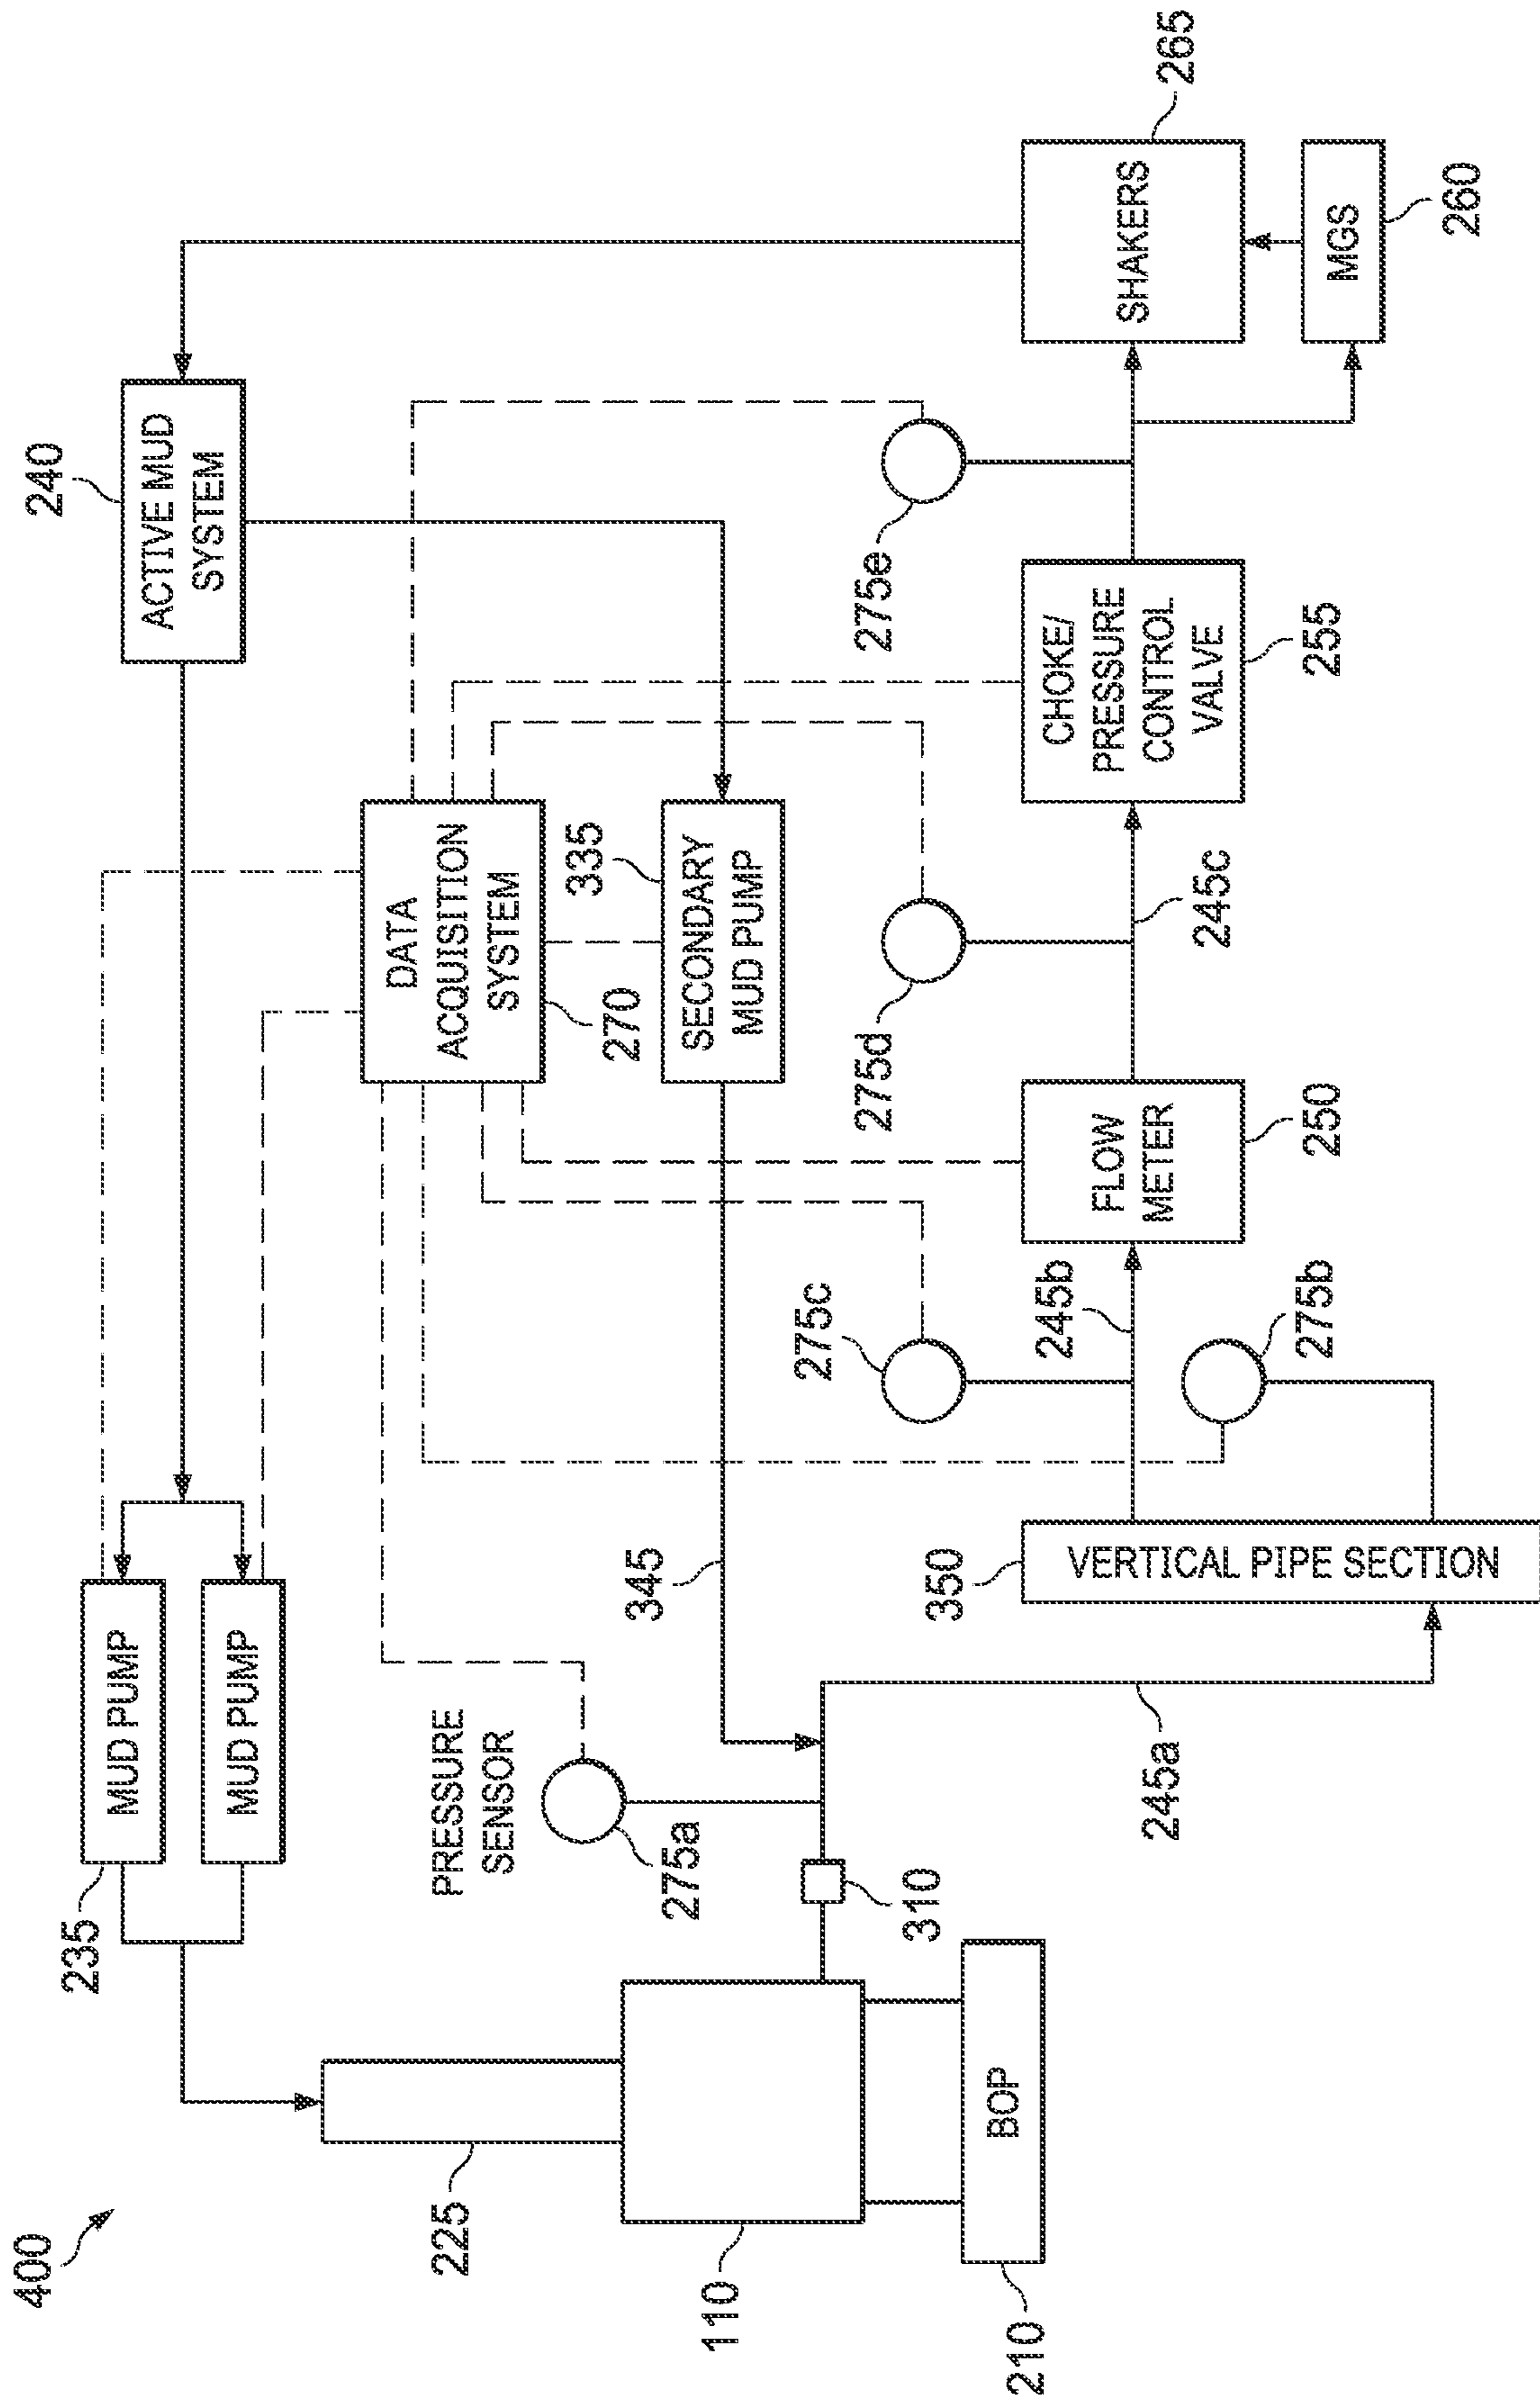 400
235
MUD PUMP
MUD PUMP
240
ACTIVE MUD
SYSTEM
225
PRESSURE
SENSOR
275a
DATA
ACQUISITION
SYSTEM
270
335
SECONDARY
MUD PUMP
345
110
310
210
BOP
245a
350
VERTICAL PIPE SECTION
275c
245b
275b
FLOW
METER
250
275d
245c
CHOKE/
PRESSURE
CONTROL
VALVE
255
275e
SHAKERS
265
MGS
260